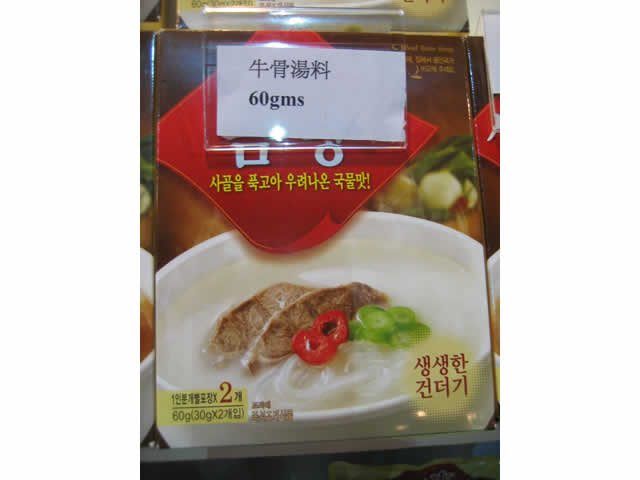 牛骨湯料
60gms
사골을 푹고아 우려나온 국물맛!
생생한
건더기
1인분개별포장X2개
60g(30gX2개입)